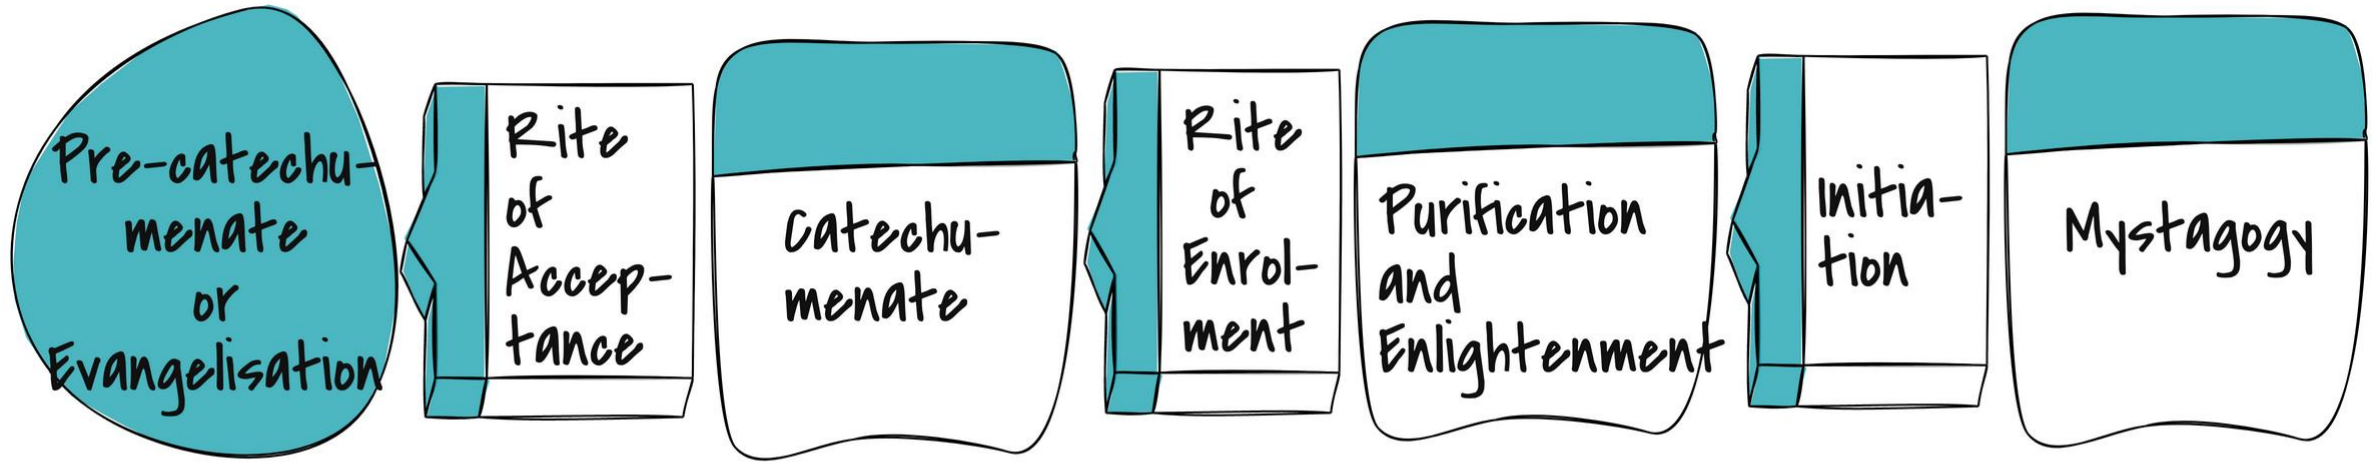 Pre-catechu-
menate
or
Evangelisation
Rite
of
Accep-
tance
Catechu-
menate
Rite
of
Enrol-
ment
Purification
and
Enlightenment
Initia-
tion
Mystagogy